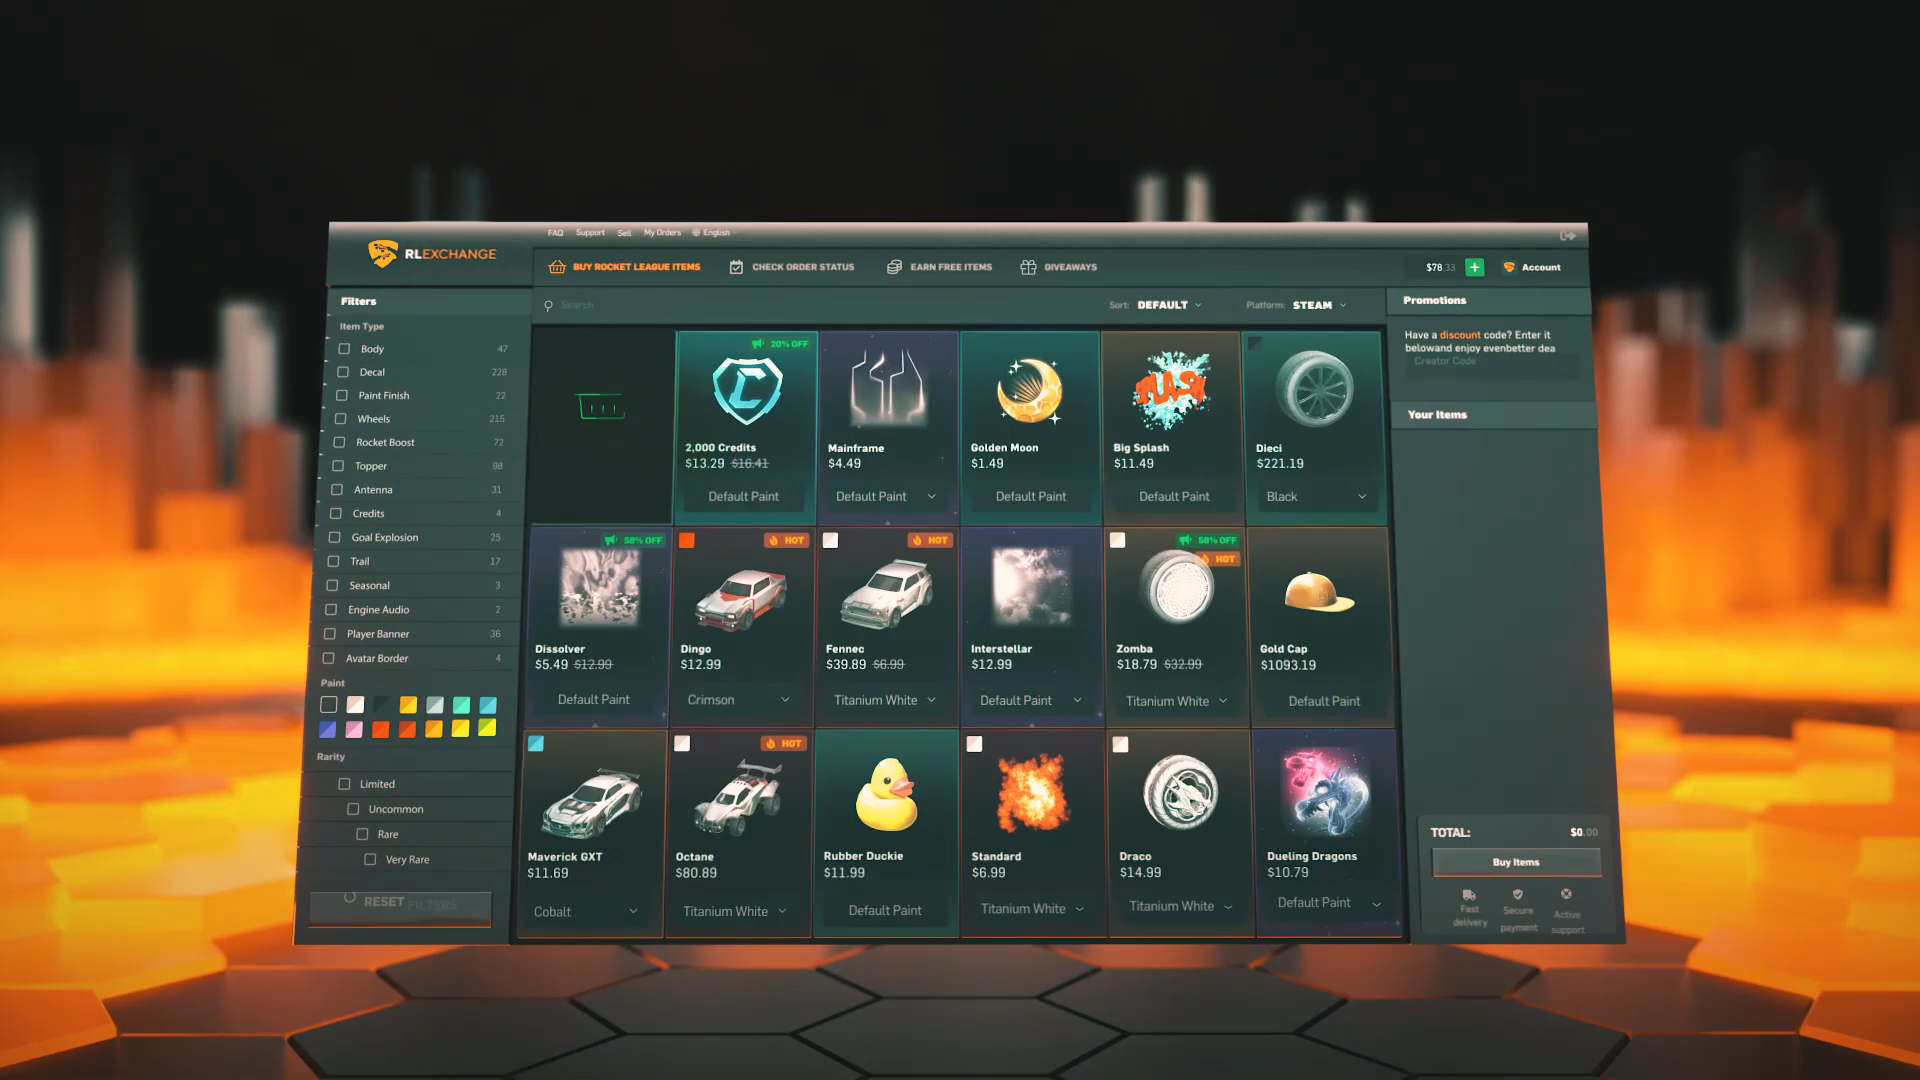 FAQ Support Sell My Orders English
RLEXCHANGE
BUY ROCKET LEAGUE ITEMS CHECK ORDER STATUS EARN FREE ITEMS GIVEAWAYS
$78.33 + Account
Filters
Search
Sort: DEFAULT Platform: STEAM
Promotions
Have a discount code? Enter it
belowand enjoy evenbetter dea
Creator Code
Your Items
Item Type
Body 47
Decal 228
Paint Finish 22
Wheels 215
Rocket Boost 72
Topper 98
Antenna 31
Credits 4
Goal Explosion 25
Trail 17
Seasonal 3
Engine Audio 2
Player Banner 36
Avatar Border 4
Paint
Rarity
Limited
Uncommon
Rare
Very Rare
RESET FILTERS
20% OFF
2,000 Credits
$13.29 $16.41
Default Paint
Mainframe
$4.49
Default Paint
Golden Moon
$1.49
Default Paint
SPLASH
Big Splash
$11.49
Default Paint
Dieci
$221.19
Black
58% OFF
Dissolver
$5.49 $12.99
Default Paint
HOT
Dingo
$12.99
Crimson
HOT
Fennec
$39.89 $6.99
Titanium White
Interstellar
$12.99
Default Paint
58% OFF
HOT
Zomba
$18.79 $32.99
Titanium White
Gold Cap
$1093.19
Default Paint
Maverick GXT
$11.69
Cobalt
HOT
Octane
$80.89
Titanium White
Rubber Duckie
$11.99
Default Paint
Standard
$6.99
Titanium White
Draco
$14.99
Titanium White
Dueling Dragons
$10.79
Default Paint
TOTAL: $0.00
Buy Items
Fast
delivery
Secure
payment
Active
support